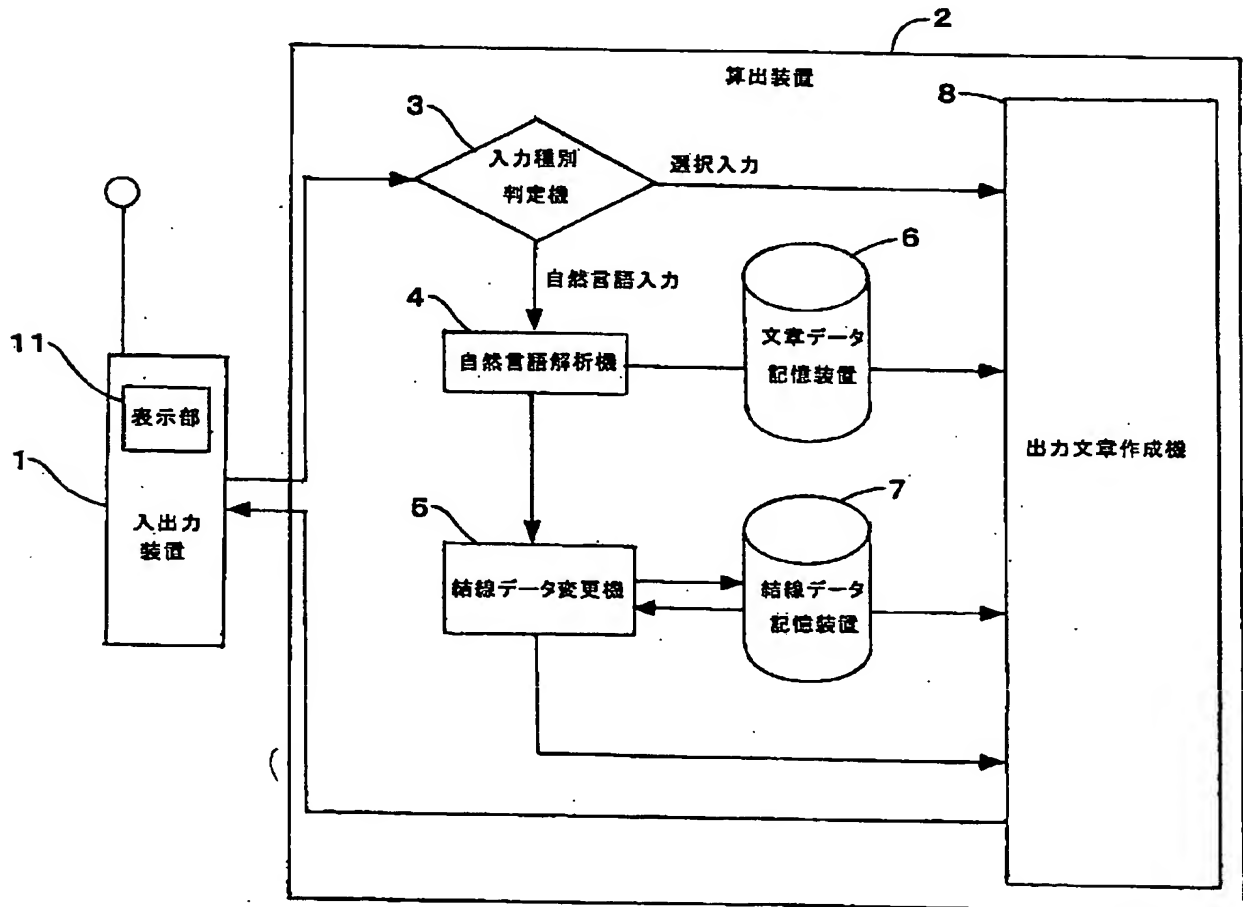 2
算出装置
3
8
入力種別
判定機
選択入力
自然言語入力
6
4
自然言語解析機
文章データ
記憶装置
11
表示部
1
入出力
装置
出力文章作成機
5
7
結線データ変更機
結線データ
記憶装置